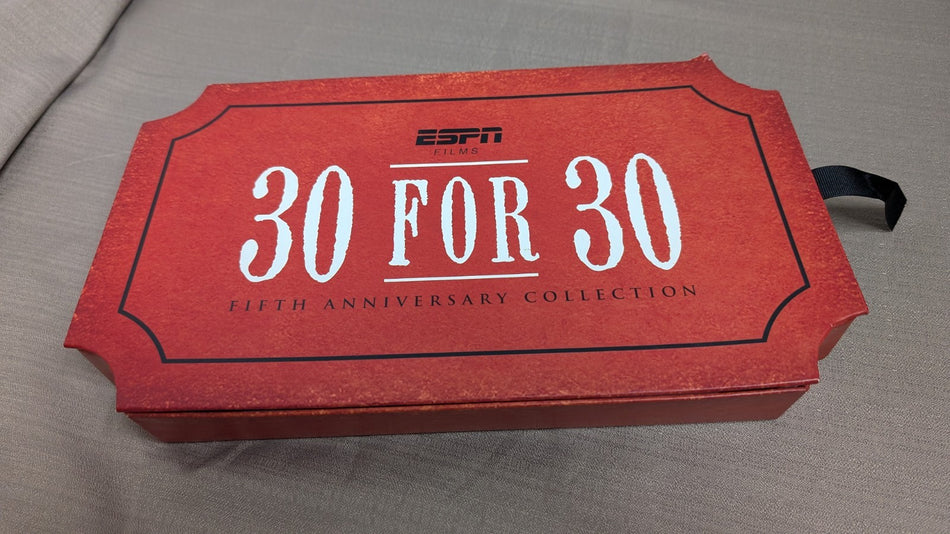 ESPN
FILMS
30 FOR 30
FIFTH ANNIVERSARY COLLECTION